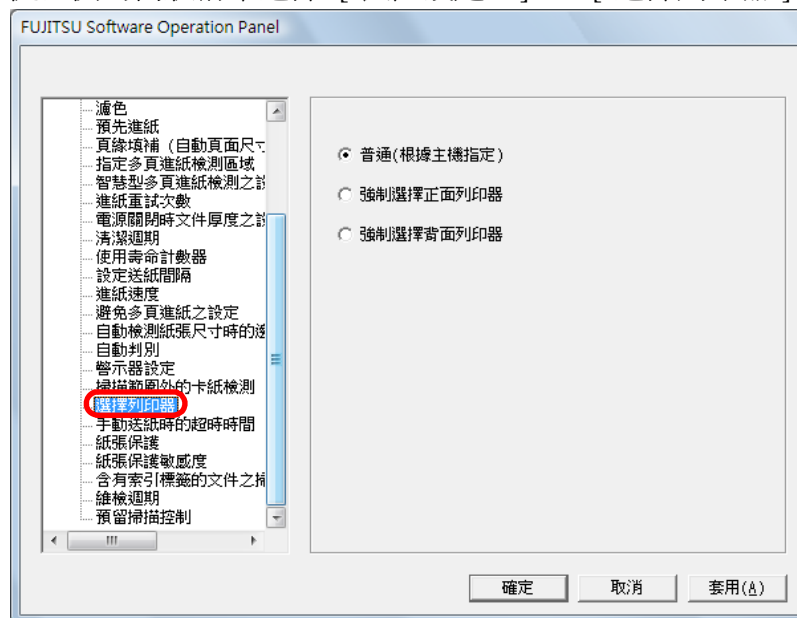 FUJITSU Software Operation Panel
濾色
預先進紙
頁緣填補（自動頁面尺寸
指定多頁進紙檢測區域
智慧型多頁進紙檢測之設
進紙重試次數
電源關閉時文件厚度之設
清潔週期
使用壽命計數器
設定送紙間隔
進紙速度
避免多頁進紙之設定
自動檢測紙張尺寸時的邊
自動判別
警示器設定
掃描範圍外的卡紙檢測
選擇列印器
手動送紙時的超時時間
紙張保護
紙張保護敏感度
含有索引標籤的文件之掃
維檢週期
預留掃描控制
普通(根據主機指定)
強制選擇正面列印器
強制選擇背面列印器
確定
取消
套用(A)